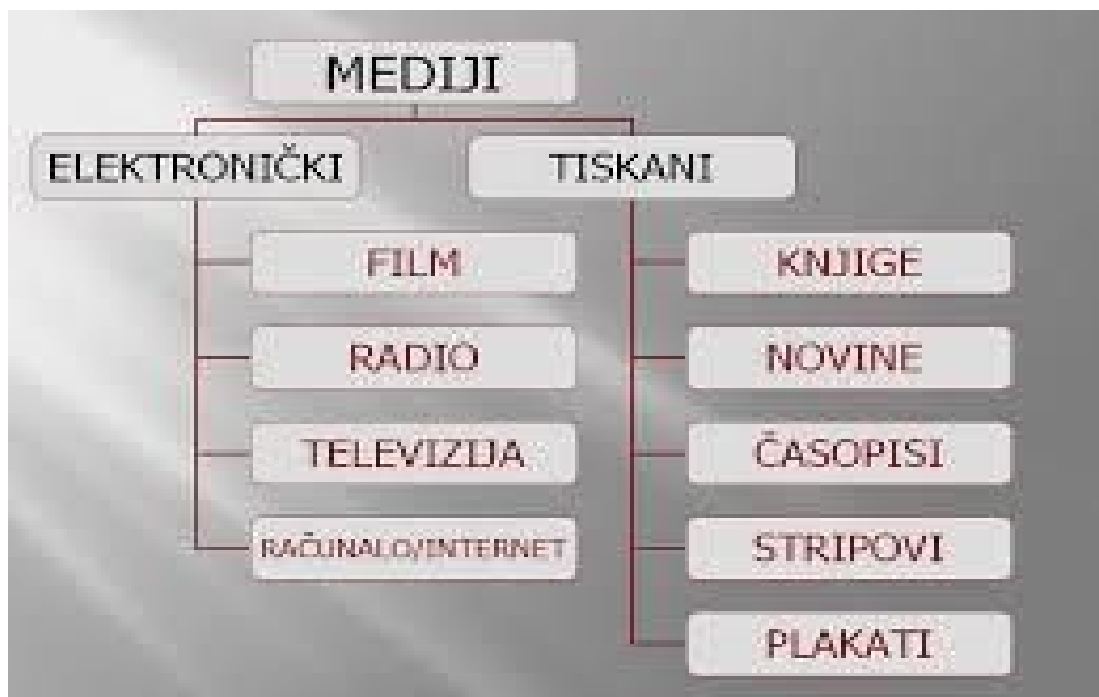 MEDIJI
ELEKTRONIČKI
FILM
RADIO
TELEVIZIJA
RAČUNALO/INTERNET
TISKANI
KNJIGE
NOVINE
ČASOPISI
STRIPOVI
PLAKATI